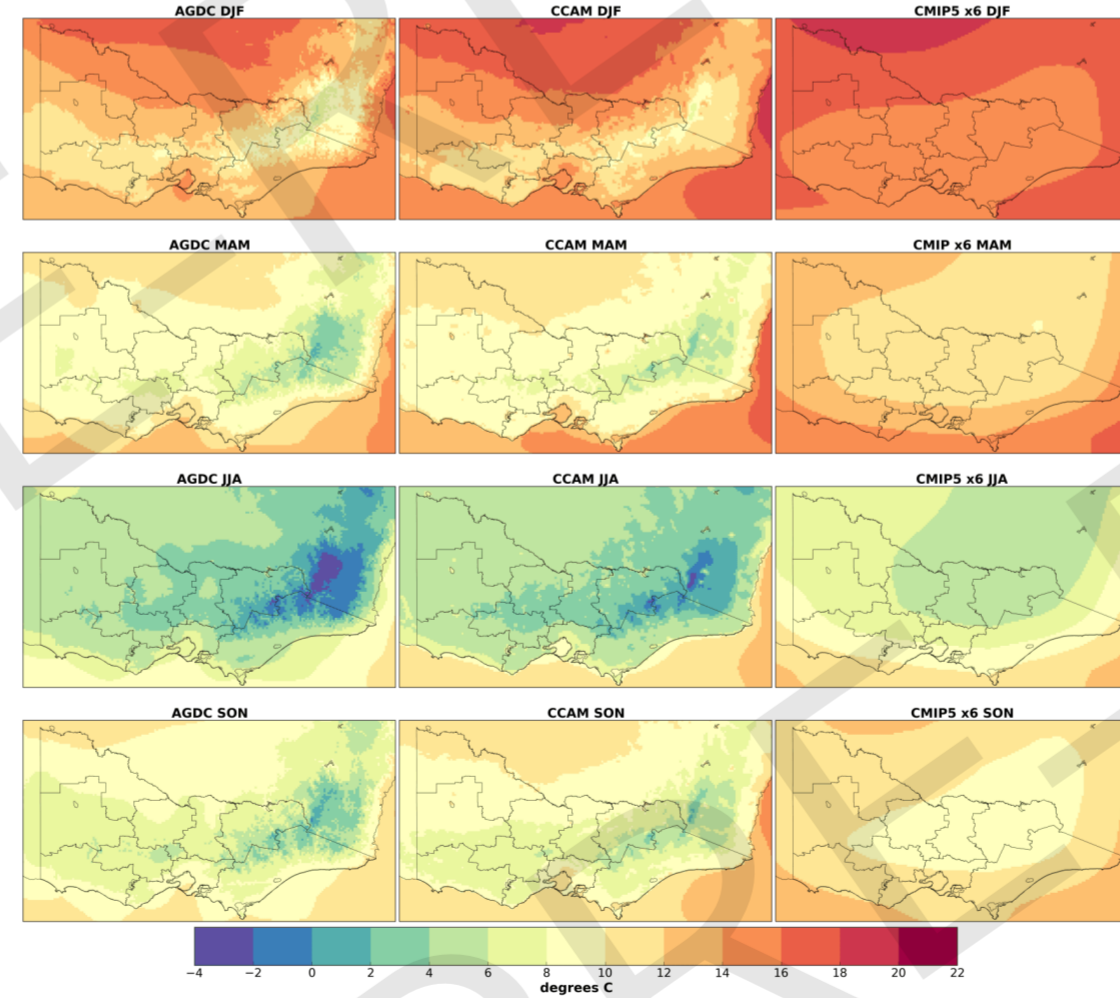 AGDC DJF CCAM DJF CMIP5 x6 DJF
AGDC MAM CCAM MAM CMIP x6 MAM
AGDC JJA CCAM JJA CMIP5 x6 JJA
AGDC SON CCAM SON CMIP5 x6 SON
−4 −2 0 2 4 6 8 10 12 14 16 18 20 22
degrees C